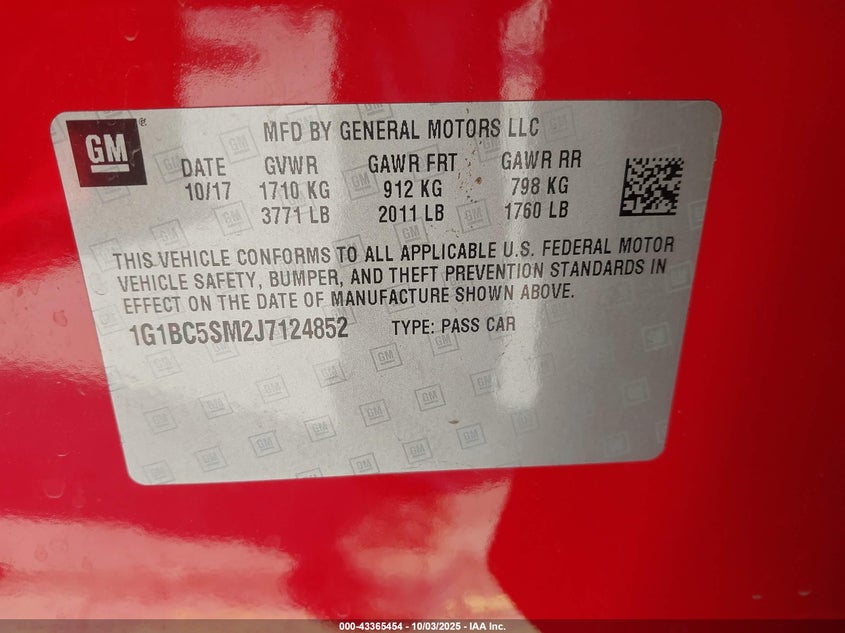 GM
MFD BY GENERAL MOTORS LLC
DATE GVWR GAWR FRT GAWR RR
10/17 1710 KG 912 KG 798 KG
3771 LB 2011 LB 1760 LB
THIS VEHICLE CONFORMS TO ALL APPLICABLE U.S. FEDERAL MOTOR
VEHICLE SAFETY, BUMPER, AND THEFT PREVENTION STANDARDS IN
EFFECT ON THE DATE OF MANUFACTURE SHOWN ABOVE.
1G1BC5SM2J7124852 TYPE: PASS CAR
000-43365454 - 10/03/2025 - IAA Inc.